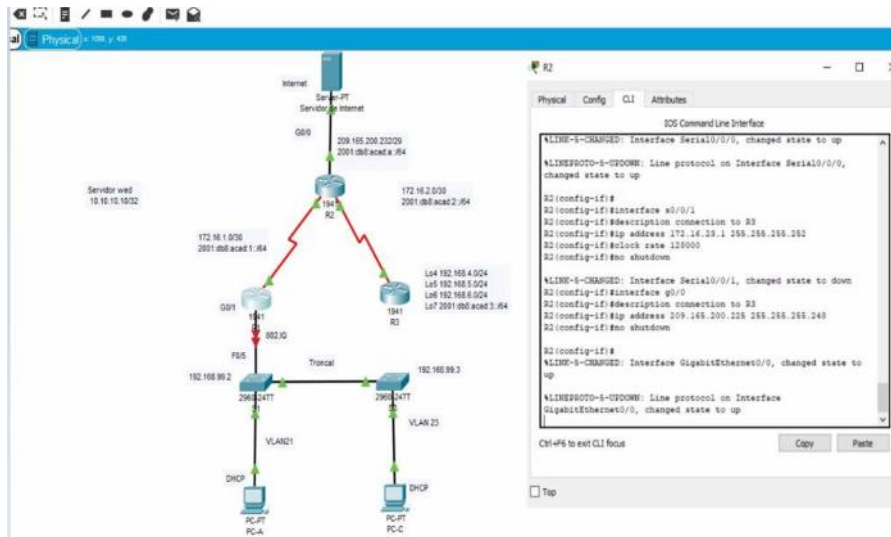 Physical
Internet
Server-PT
Servidor de Internet
G0/0
209.165.200.232/29
2001:db8:acad:a::/64
Servidor wed
10.10.10.10/32
172.16.2.0/30
2001:db8:acad:2::/64
R2
172.16.1.0/30
2001:db8:acad:1::/64
Lo4 192.168.4.0/24
Lo5 192.168.5.0/24
Lo6 192.168.6.0/24
Lo7 2001:db8:acad:3::/64
G0/1
1941
1941
R3
802.IQ
F0/5
Troncal
192.168.99.2
192.168.99.3
2960-24TT
2960-24TT
VLAN21
VLAN 23
DHCP
DHCP
PC-PT
PC-A
PC-PT
PC-C
R2
Physical Config CLI Attributes
IOS Command Line Interface
%LINK-5-CHANGED: Interface Serial0/0/0, changed state to up
%LINEPROTO-5-UPDOWN: Line protocol on Interface Serial0/0/0,
changed state to up
R2(config-if)#
R2(config-if)#interface s0/0/1
R2(config-if)#description connection to R3
R2(config-if)#ip address 172.16.23.1 255.255.255.252
R2(config-if)#clock rate 128000
R2(config-if)#no shutdown
%LINK-5-CHANGED: Interface Serial0/0/1, changed state to down
R2(config-if)#interface g0/0
R2(config-if)#description connection to R3
R2(config-if)#ip address 209.165.200.225 255.255.255.248
R2(config-if)#no shutdown
R2(config-if)#
%LINK-5-CHANGED: Interface GigabitEthernet0/0, changed state to
up
%LINEPROTO-5-UPDOWN: Line protocol on Interface
GigabitEthernet0/0, changed state to up
Ctrl+F6 to exit CLI focus
Copy Paste
Top